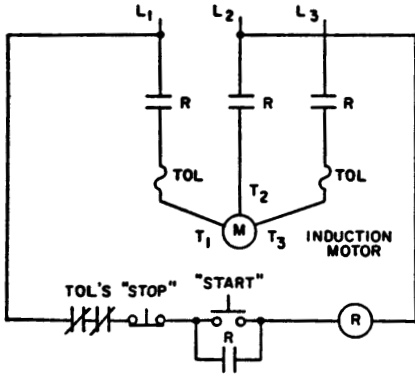 L1 L2 L3
R R R
TOL TOL
T2
M
T1 T3
INDUCTION
MOTOR
TOL'S "STOP" "START"
R
R